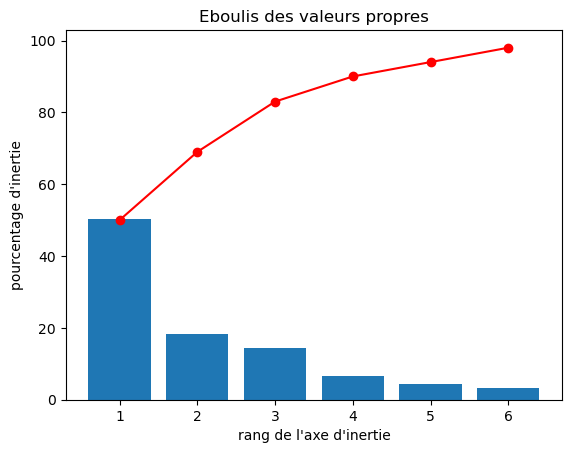 Eboulis des valeurs propres
100
80
60
40
20
0
pourcentage d'inertie
1 2 3 4 5 6
rang de l'axe d'inertie